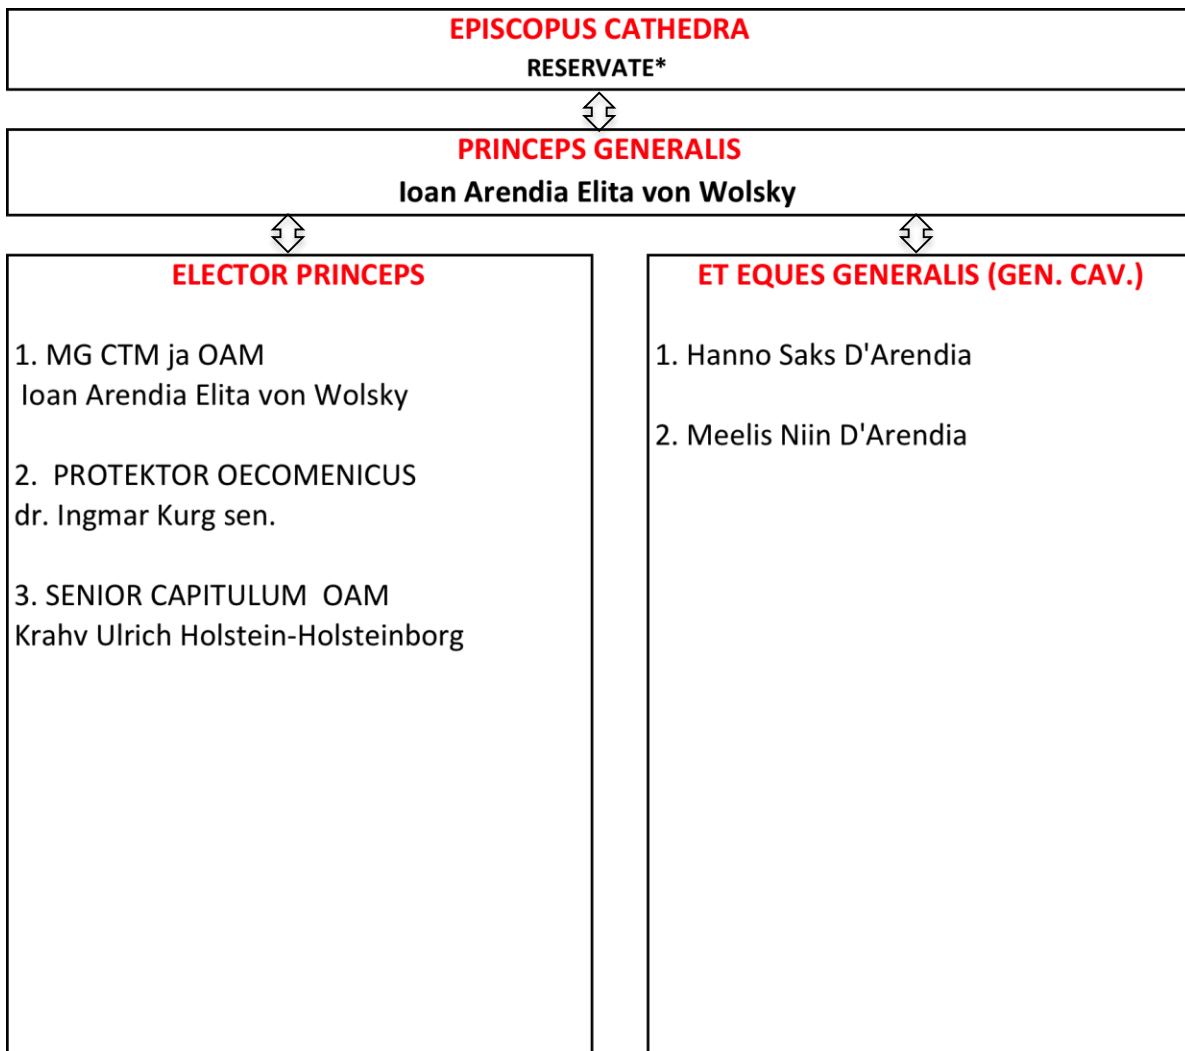 EPISCOPUS CATHEDRA
RESERVATE*
PRINCEPS GENERALIS
Ioan Arendia Elita von Wolsky
ELECTOR PRINCEPS
1. MG CTM ja OAM
Ioan Arendia Elita von Wolsky
2. PROTEKTOR OECOMENICUS
dr. Ingmar Kurg sen.
3. SENIOR CAPITULUM OAM
Krahv Ulrich Holstein-Holsteinborg
ET EQUES GENERALIS (GEN. CAV.)
1. Hanno Saks D'Arendia
2. Meelis Niin D'Arendia